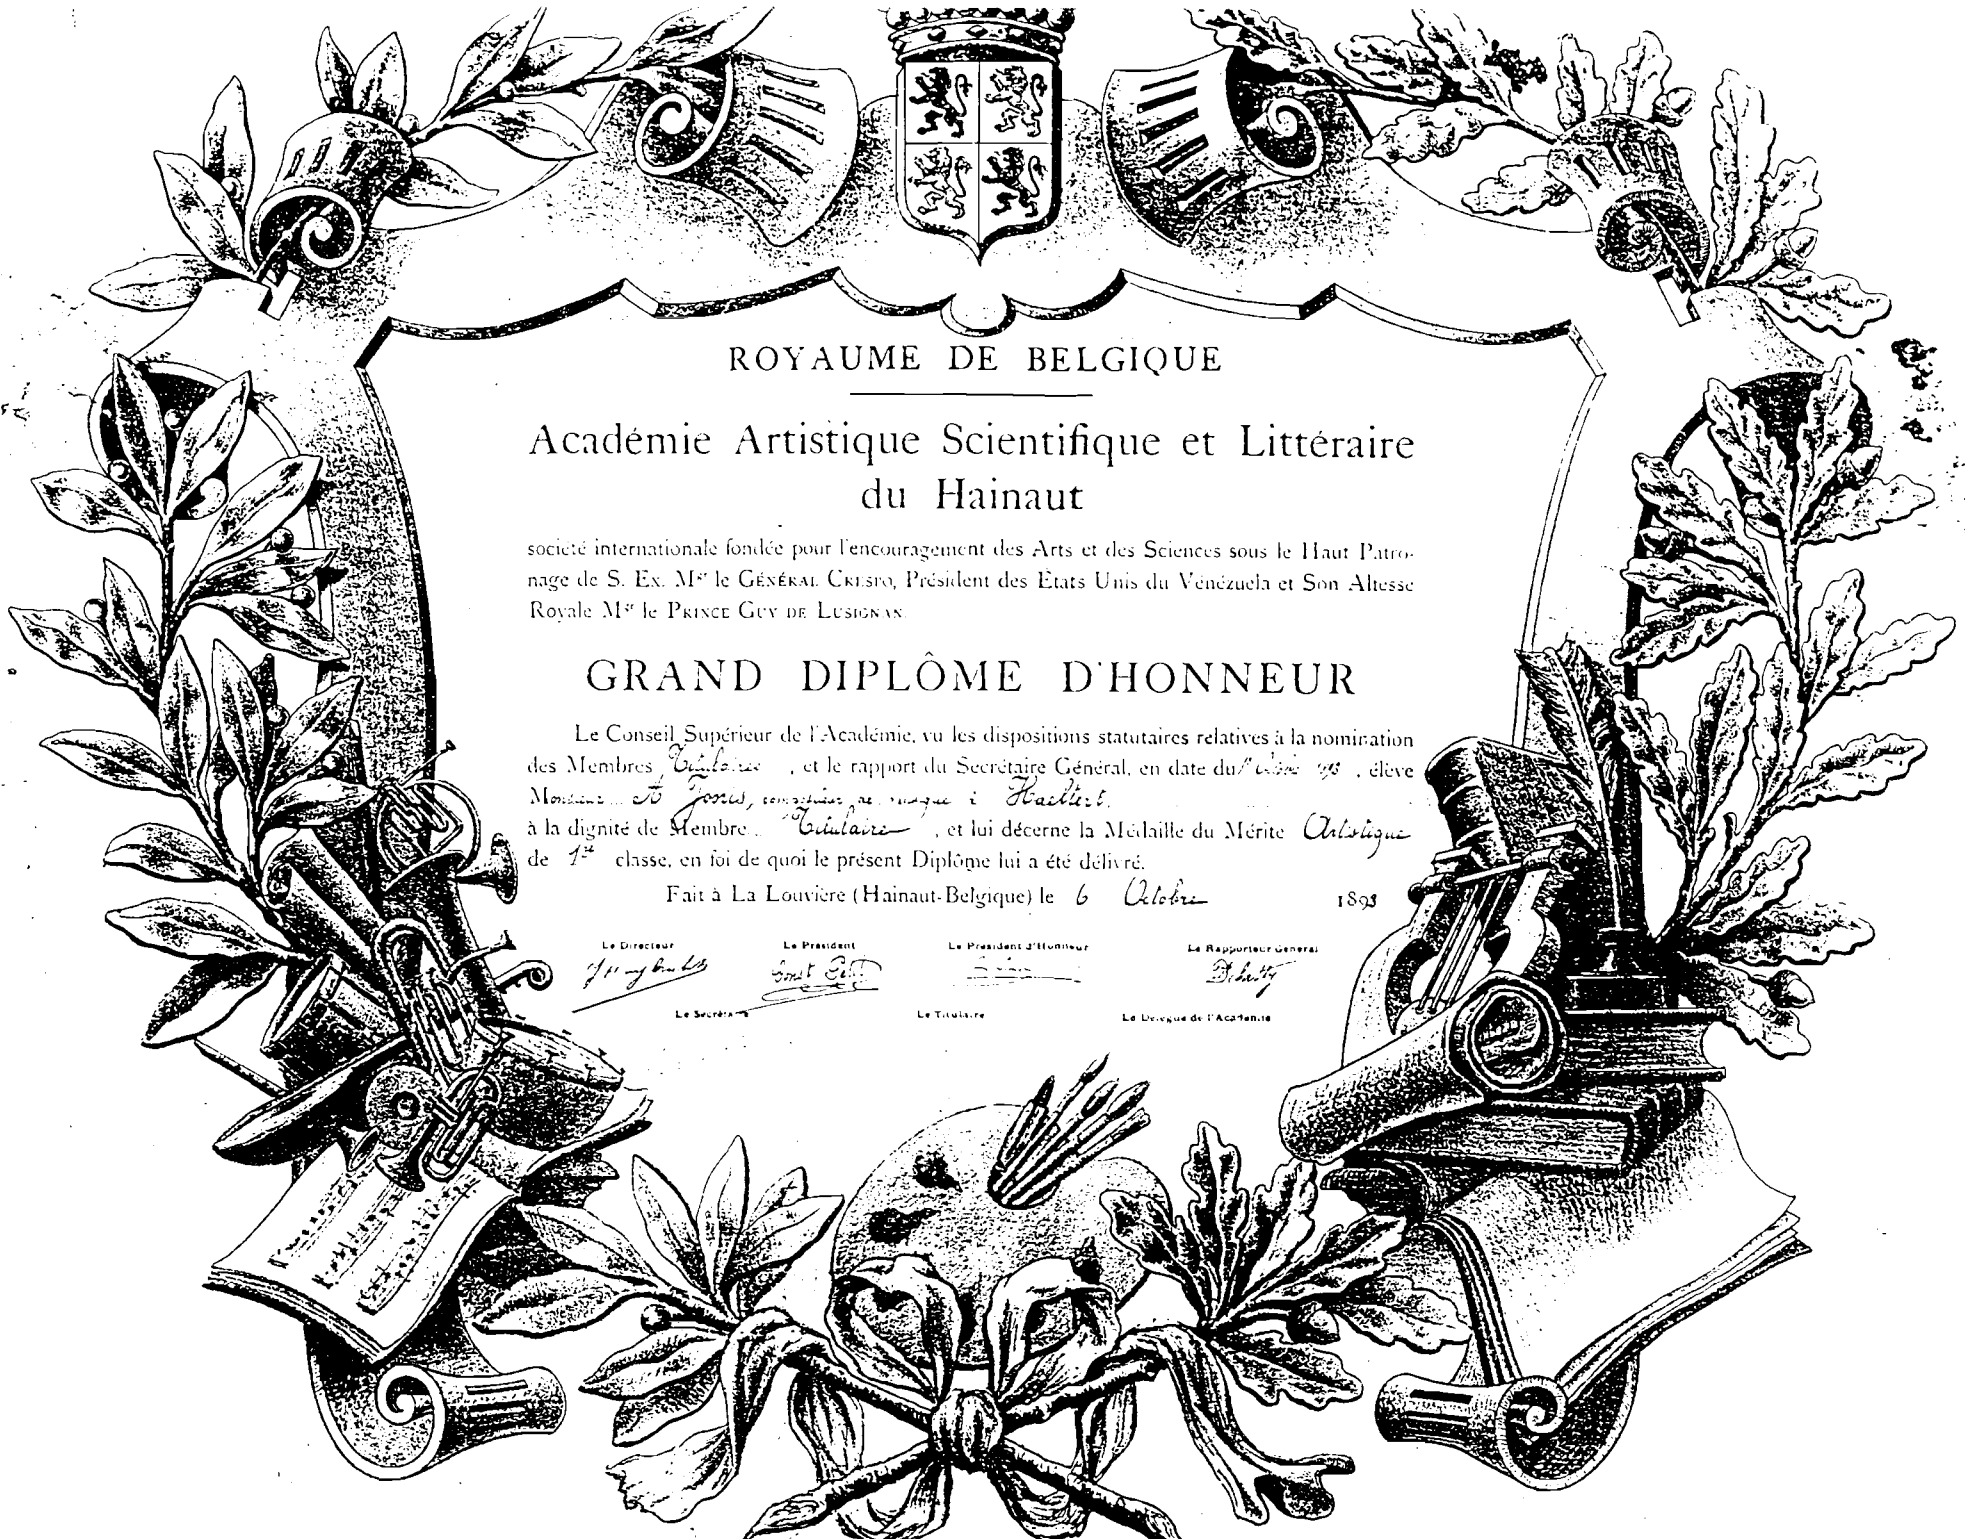 ROYAUME DE BELGIQUE
Académie Artistique Scientifique et Littéraire
du Hainaut
société internationale fondée pour l'encouragement des Arts et des Sciences sous le Haut Patro-
nage de S. Ex. Mgr le GÉNÉRAL CRESPO, Président des États Unis du Vénézuela et Son Altesse
Royale Mgr le PRINCE GUY DE LUSIGNAN.
GRAND DIPLÔME D'HONNEUR
Le Conseil Supérieur de l'Académie, vu les dispositions statutaires relatives à la nomination
des Membres Titulaires, et le rapport du Secrétaire Général, en date du, élève
Monsieur à Haeltert.
à la dignité de Membre Titulaire, et lui décerne la Médaille du Mérite Artistique
de 1re classe, en foi de quoi le présent Diplôme lui a été délivré.
Fait à La Louvière (Hainaut-Belgique) le 6 Octobre 1893
Le Directeur Le Président Le Président d'Honneur Le Rapporteur Général
Le Secrétaire Le Titulaire Le Délégué de l'Académie